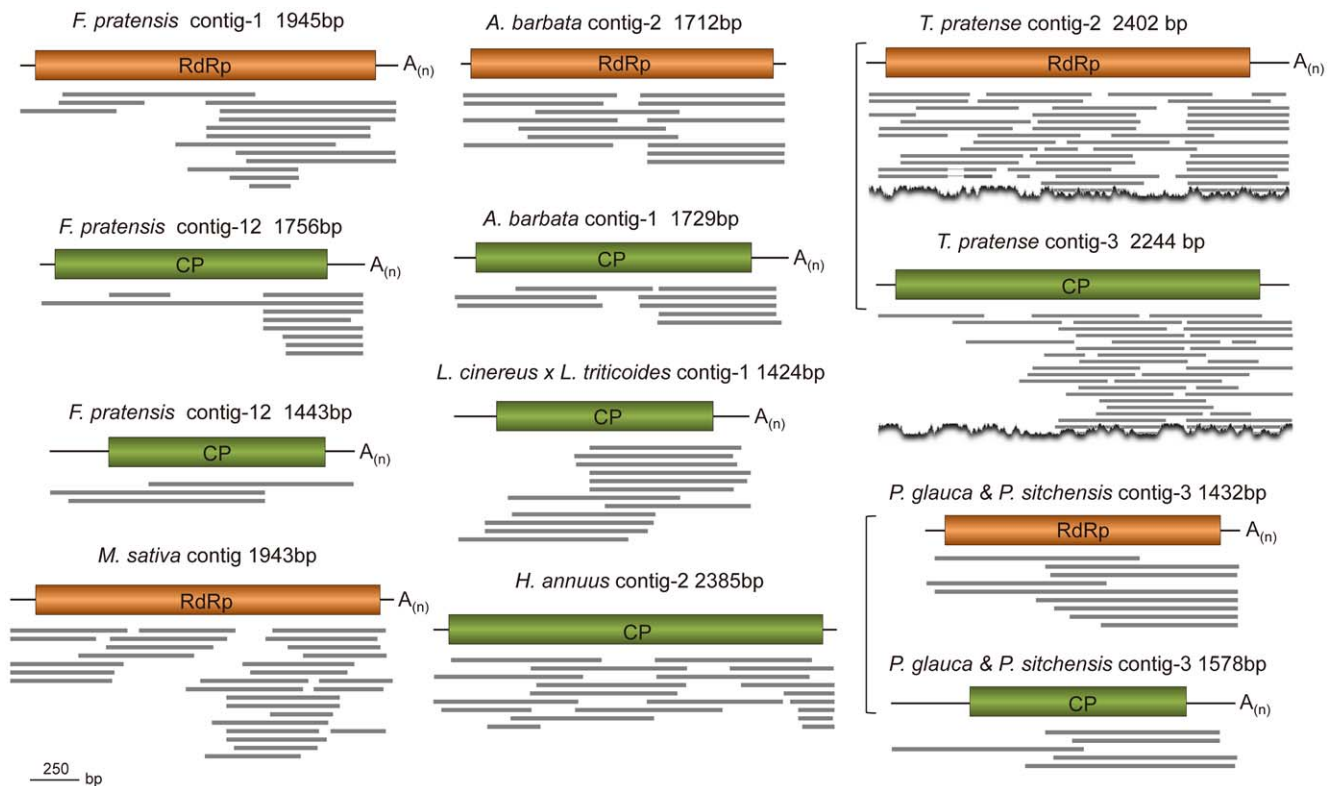 F. pratensis contig-1 1945bp
RdRp
A(n)
F. pratensis contig-12 1756bp
CP
A(n)
F. pratensis contig-12 1443bp
CP
A(n)
M. sativa contig 1943bp
RdRp
A(n)
250 bp
A. barbata contig-2 1712bp
RdRp
A. barbata contig-1 1729bp
CP
A(n)
L. cinereus x L. triticoides contig-1 1424bp
CP
A(n)
H. annuus contig-2 2385bp
CP
T. pratense contig-2 2402 bp
RdRp
A(n)
T. pratense contig-3 2244 bp
CP
P. glauca & P. sitchensis contig-3 1432bp
RdRp
A(n)
P. glauca & P. sitchensis contig-3 1578bp
CP
A(n)